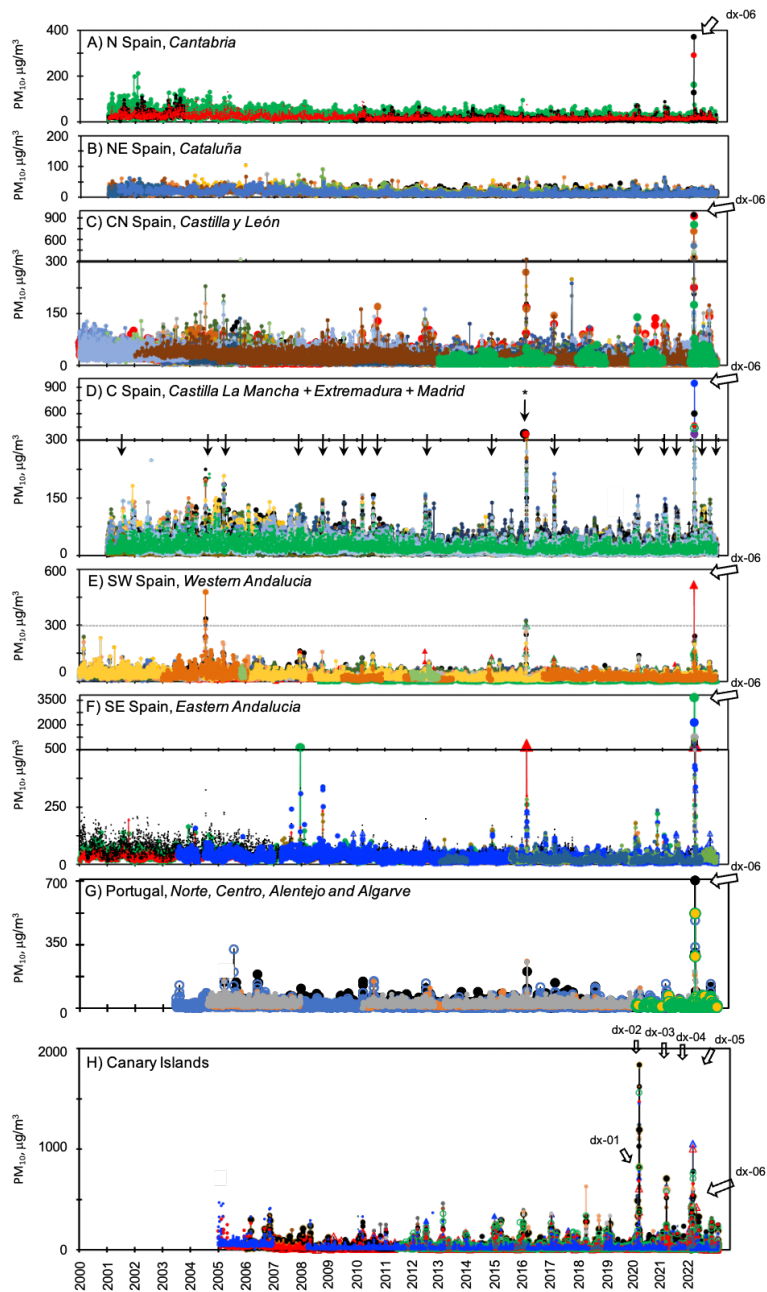 dx-06
A) N Spain, Cantabria
PM10, µg/m3
400
200
0
B) NE Spain, Cataluña
PM10, µg/m3
200
100
0
dx-06
C) CN Spain, Castilla y León
PM10, µg/m3
900
600
300
150
0
dx-06
D) C Spain, Castilla La Mancha + Extremadura + Madrid
*
PM10, µg/m3
900
600
300
150
0
dx-06
E) SW Spain, Western Andalucia
PM10, µg/m3
600
300
0
dx-06
F) SE Spain, Eastern Andalucia
PM10, µg/m3
3500
2000
500
250
0
dx-06
G) Portugal, Norte, Centro, Alentejo and Algarve
PM10, µg/m3
700
350
0
dx-02 dx-03 dx-04 dx-05
H) Canary Islands
PM10, µg/m3
2000
1000
0
dx-01
dx-06
2000 2001 2002 2003 2004 2005 2006 2007 2008 2009 2010 2011 2012 2013 2014 2015 2016 2017 2018 2019 2020 2021 2022